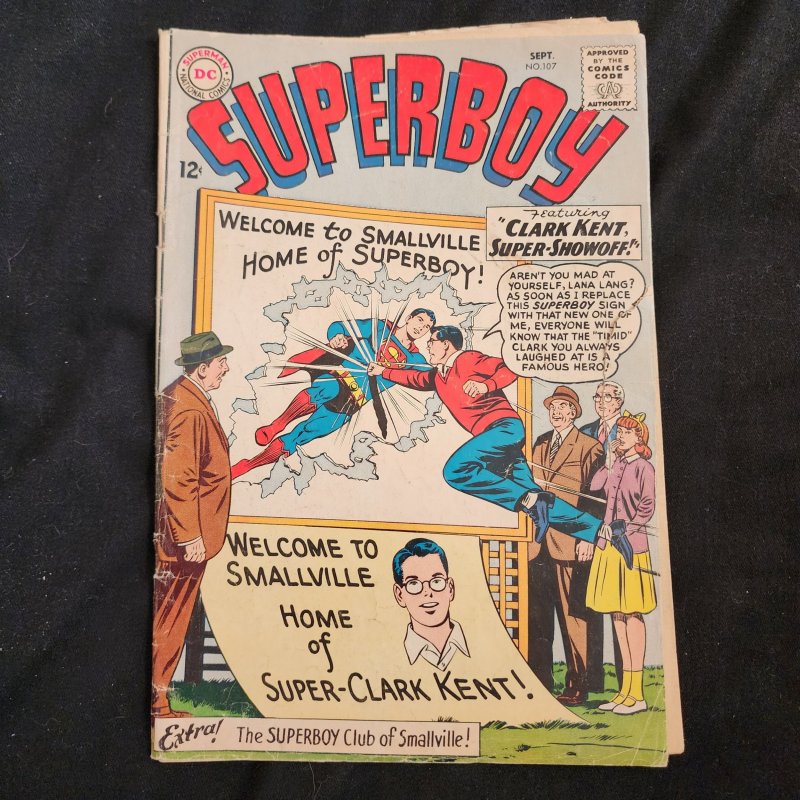 SUPERMAN
DC
NATIONAL COMICS
SEPT.
NO.107
APPROVED
BY THE
COMICS
CODE
CA
AUTHORITY
SUPERBOY
12¢
Featuring
"CLARK KENT,
SUPER-SHOWOFF!"
WELCOME to SMALLVILLE
HOME of SUPERBOY!
AREN'T YOU MAD AT
YOURSELF, LANA LANG?
AS SOON AS I REPLACE
THIS SUPERBOY SIGN
WITH THAT NEW ONE OF
ME, EVERYONE WILL
KNOW THAT THE "TIMID"
CLARK YOU ALWAYS
LAUGHED AT IS A
FAMOUS HERO!
WELCOME TO
SMALLVILLE
HOME
of
SUPER-CLARK KENT!
Extra! The SUPERBOY Club of Smallville!